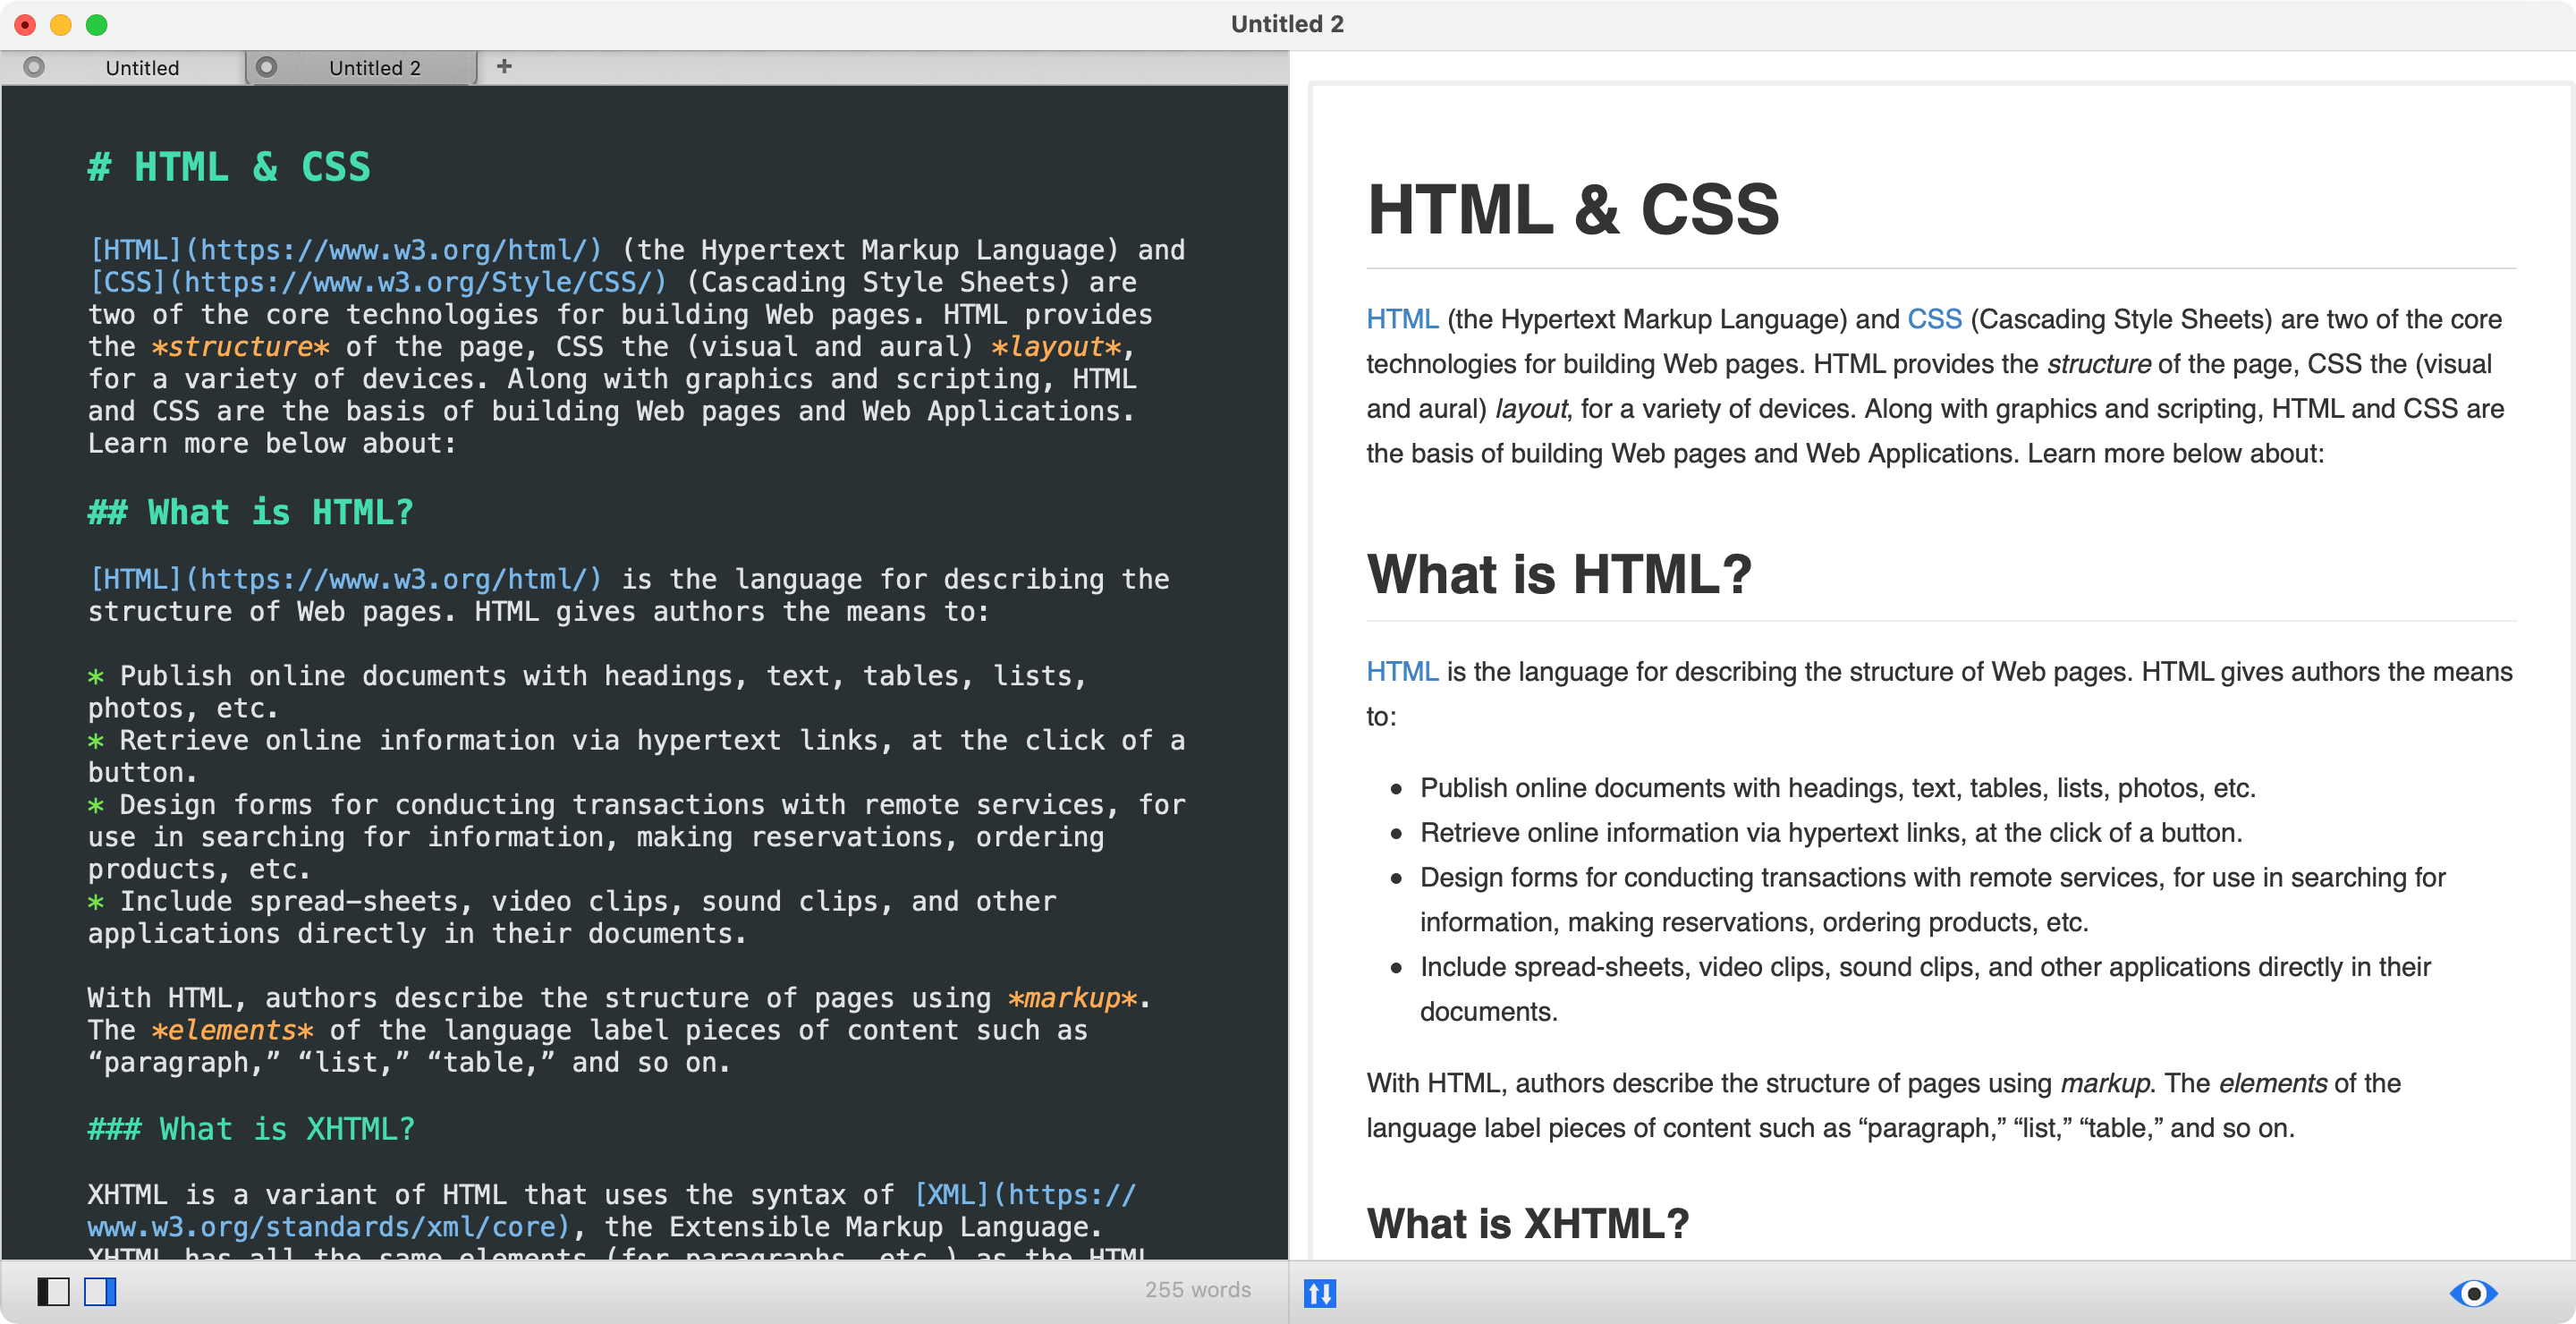 Untitled 2
Untitled
Untitled 2
+
# HTML & CSS
[HTML](https://www.w3.org/html/) (the Hypertext Markup Language) and
[CSS](https://www.w3.org/Style/CSS/) (Cascading Style Sheets) are
two of the core technologies for building Web pages. HTML provides
the *structure* of the page, CSS the (visual and aural) *layout*,
for a variety of devices. Along with graphics and scripting, HTML
and CSS are the basis of building Web pages and Web Applications.
Learn more below about:
## What is HTML?
[HTML](https://www.w3.org/html/) is the language for describing the
structure of Web pages. HTML gives authors the means to:
* Publish online documents with headings, text, tables, lists,
photos, etc.
* Retrieve online information via hypertext links, at the click of a
button.
* Design forms for conducting transactions with remote services, for
use in searching for information, making reservations, ordering
products, etc.
* Include spread-sheets, video clips, sound clips, and other
applications directly in their documents.
With HTML, authors describe the structure of pages using *markup*.
The *elements* of the language label pieces of content such as
“paragraph,” “list,” “table,” and so on.
### What is XHTML?
XHTML is a variant of HTML that uses the syntax of [XML](https://
www.w3.org/standards/xml/core), the Extensible Markup Language.
XHTML has all the same elements (for paragraphs, etc.) as the HTML
255 words
HTML & CSS
HTML (the Hypertext Markup Language) and CSS (Cascading Style Sheets) are two of the core
technologies for building Web pages. HTML provides the structure of the page, CSS the (visual
and aural) layout, for a variety of devices. Along with graphics and scripting, HTML and CSS are
the basis of building Web pages and Web Applications. Learn more below about:
What is HTML?
HTML is the language for describing the structure of Web pages. HTML gives authors the means
to:
• Publish online documents with headings, text, tables, lists, photos, etc.
• Retrieve online information via hypertext links, at the click of a button.
• Design forms for conducting transactions with remote services, for use in searching for
information, making reservations, ordering products, etc.
• Include spread-sheets, video clips, sound clips, and other applications directly in their
documents.
With HTML, authors describe the structure of pages using markup. The elements of the
language label pieces of content such as “paragraph,” “list,” “table,” and so on.
What is XHTML?